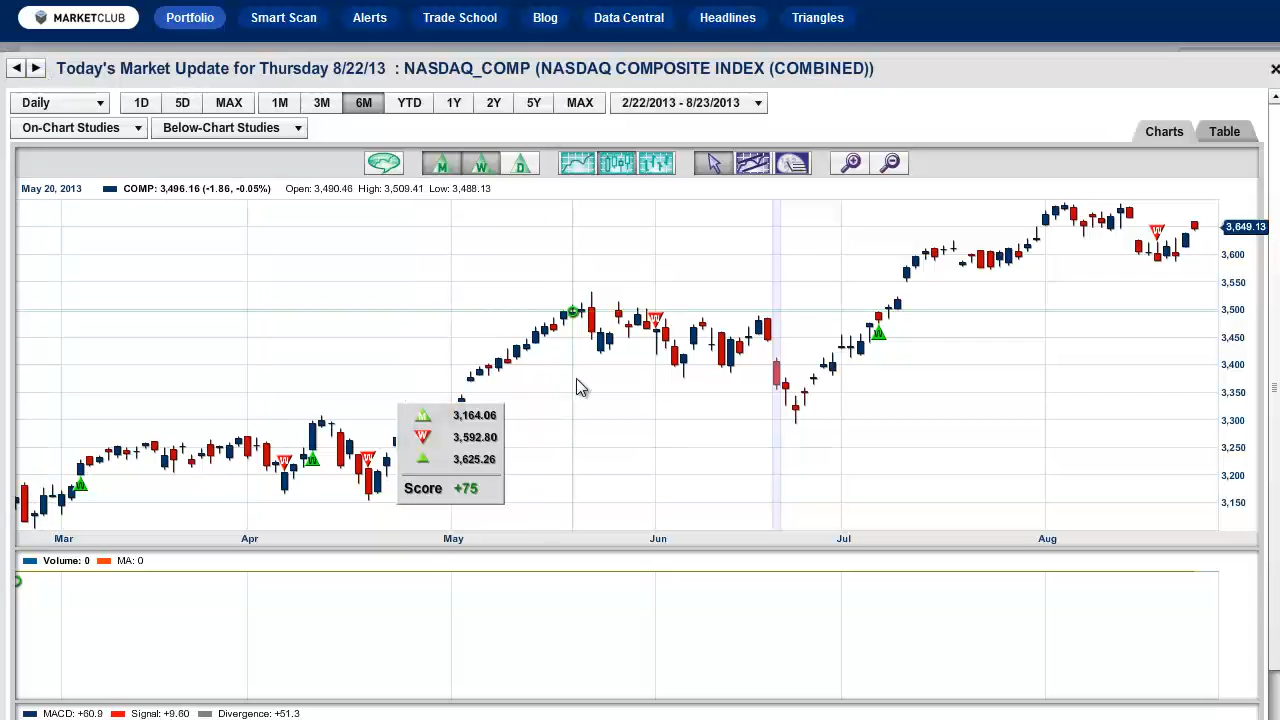 MARKETCLUB Portfolio Smart Scan Alerts Trade School Blog Data Central Headlines Triangles
Today's Market Update for Thursday 8/22/13 : NASDAQ_COMP (NASDAQ COMPOSITE INDEX (COMBINED))
Daily 1D 5D MAX 1M 3M 6M YTD 1Y 2Y 5Y MAX 2/22/2013 - 8/23/2013
On-Chart Studies Below-Chart Studies Charts Table
M W D
May 20, 2013 COMP: 3,496.16 (-1.86, -0.05%) Open: 3,490.46 High: 3,509.41 Low: 3,488.13
3,649.13
3,600
3,550
3,500
3,450
3,400
3,350
3,300
3,250
3,200
3,150
M 3,164.06
W 3,592.80
3,625.26
Score +75
Mar Apr May Jun Jul Aug
Volume: 0 MA: 0
MACD: +60.9 Signal: +9.60 Divergence: +51.3